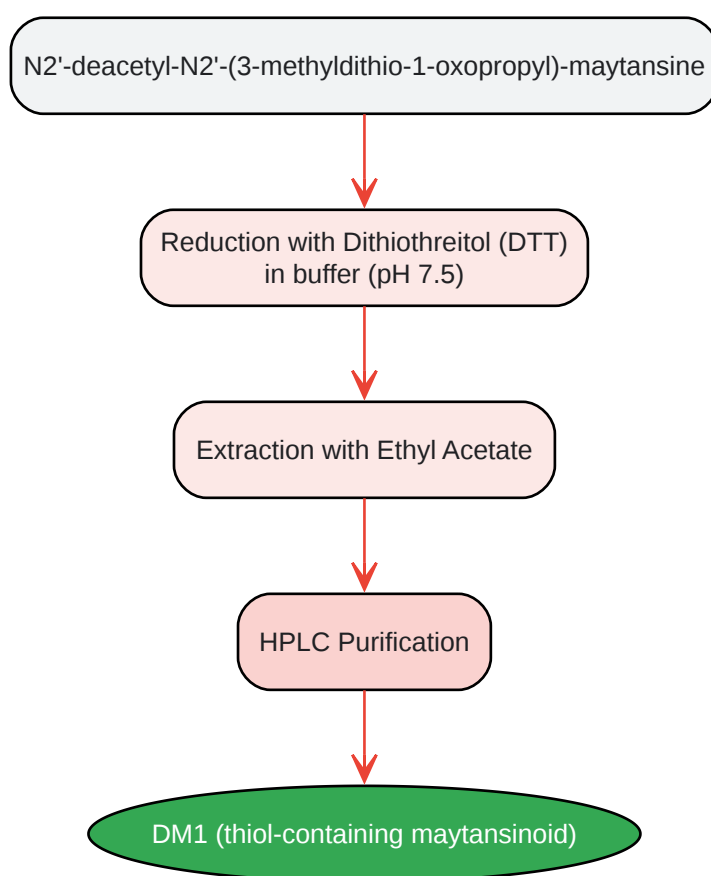 N2'-deacetyl-N2'-(3-methyldithio-1-oxopropyl)-maytansine
Reduction with Dithiothreitol (DTT)
in buffer (pH 7.5)
Extraction with Ethyl Acetate
HPLC Purification
DM1 (thiol-containing maytansinoid)